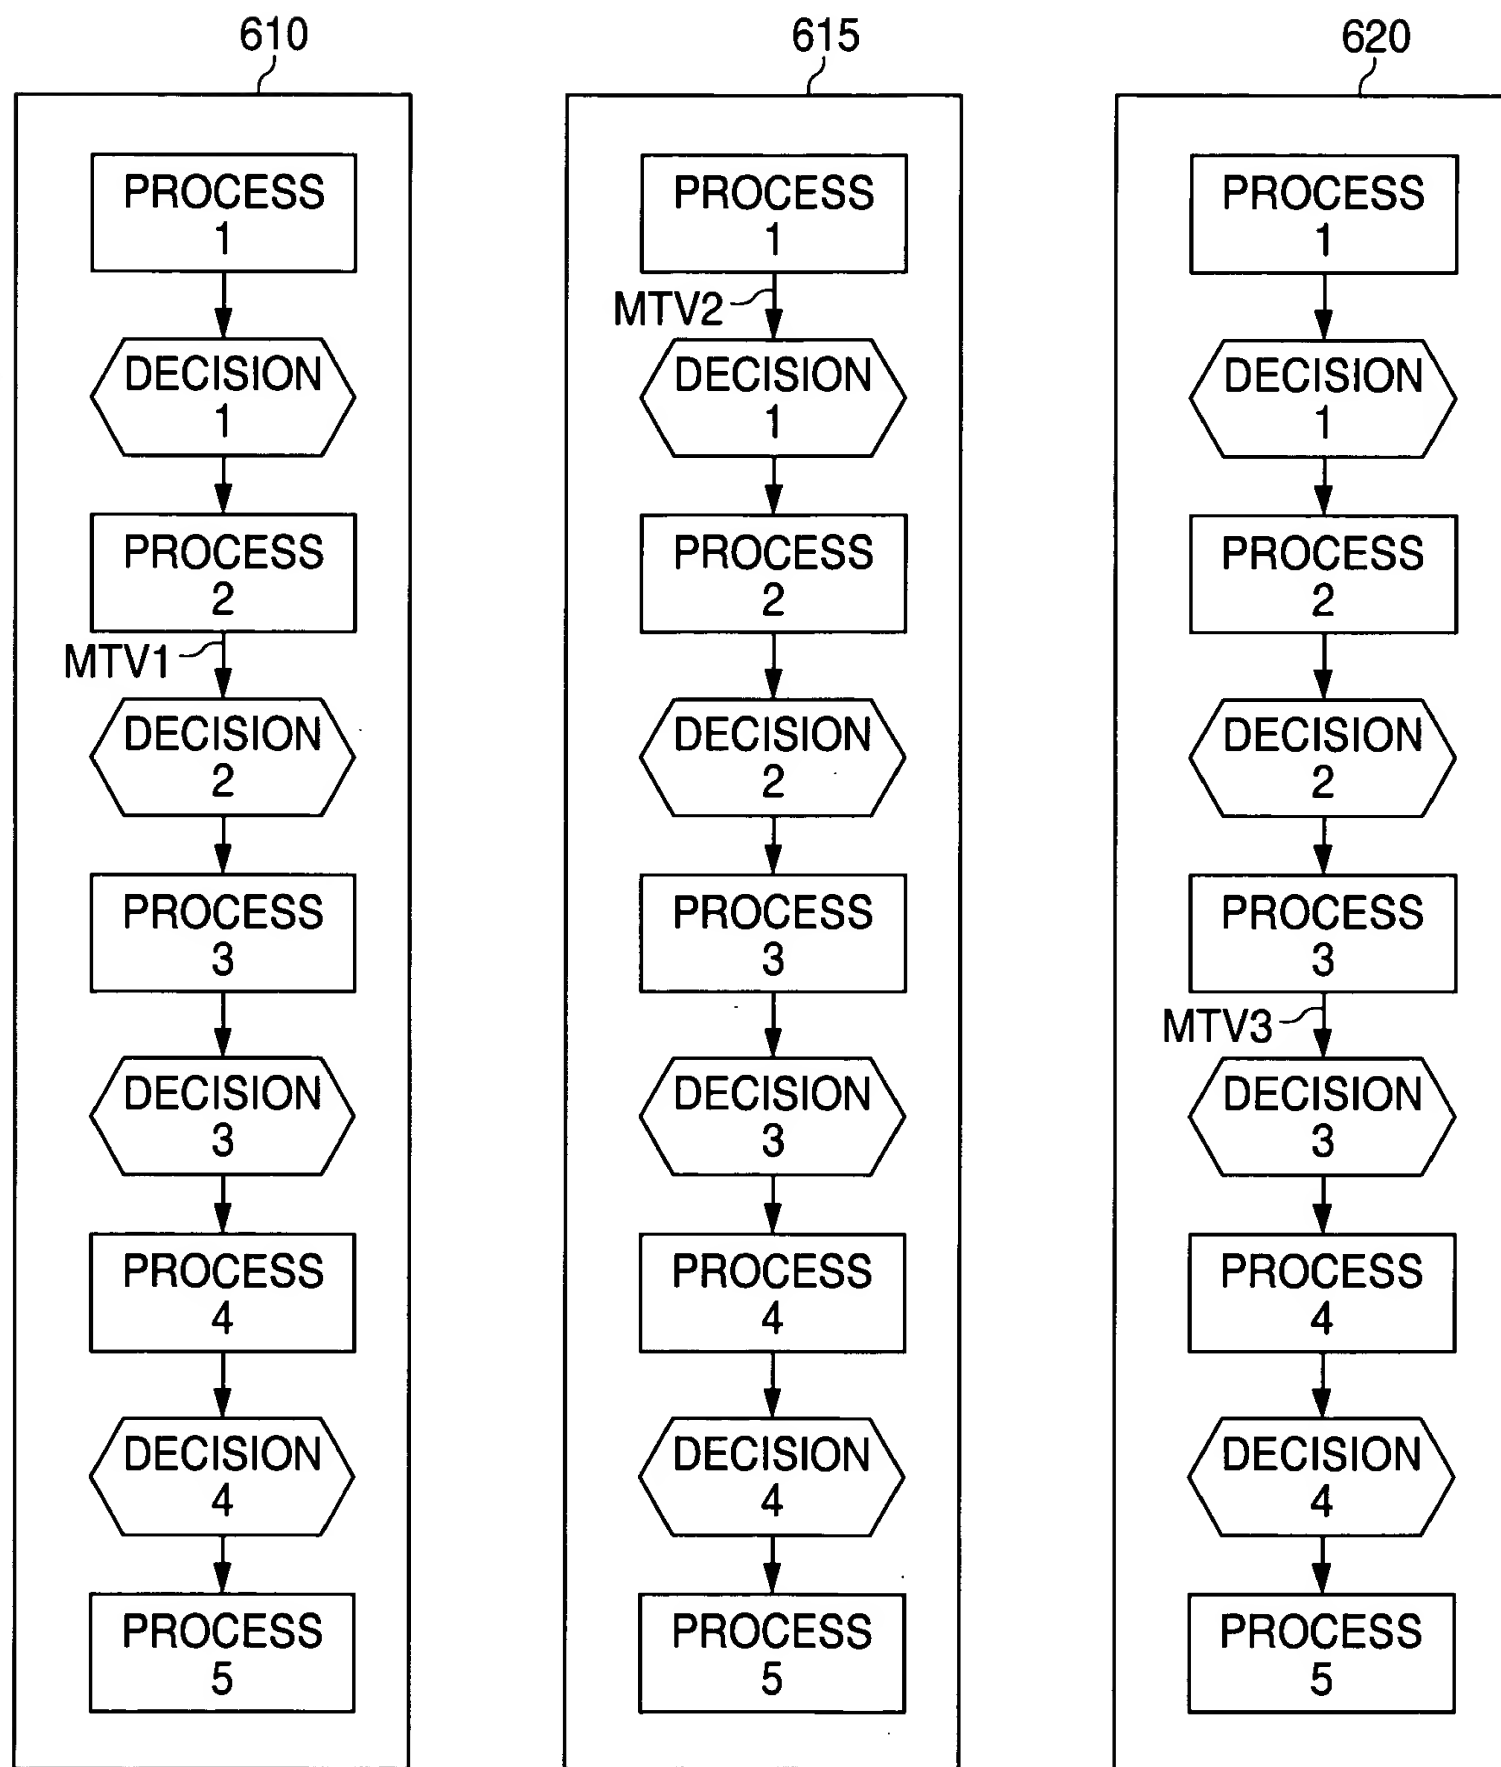 610
PROCESS
1
DECISION
1
PROCESS
2
MTV1
DECISION
2
PROCESS
3
DECISION
3
PROCESS
4
DECISION
4
PROCESS
5
615
PROCESS
1
MTV2
DECISION
1
PROCESS
2
DECISION
2
PROCESS
3
DECISION
3
PROCESS
4
DECISION
4
PROCESS
5
620
PROCESS
1
DECISION
1
PROCESS
2
DECISION
2
PROCESS
3
MTV3
DECISION
3
PROCESS
4
DECISION
4
PROCESS
5